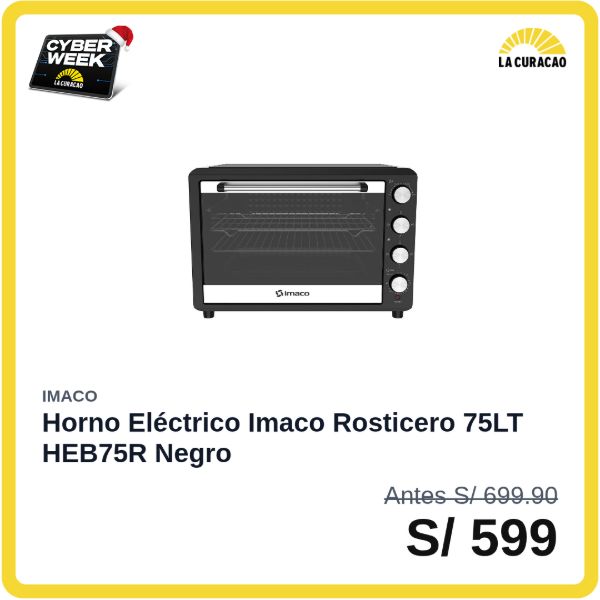 CYBER
WEEK
LA CURACAO
LA CURACAO
imaco
IMACO
Horno Eléctrico Imaco Rosticero 75LT
HEB75R Negro
Antes S/ 699.90
S/ 599